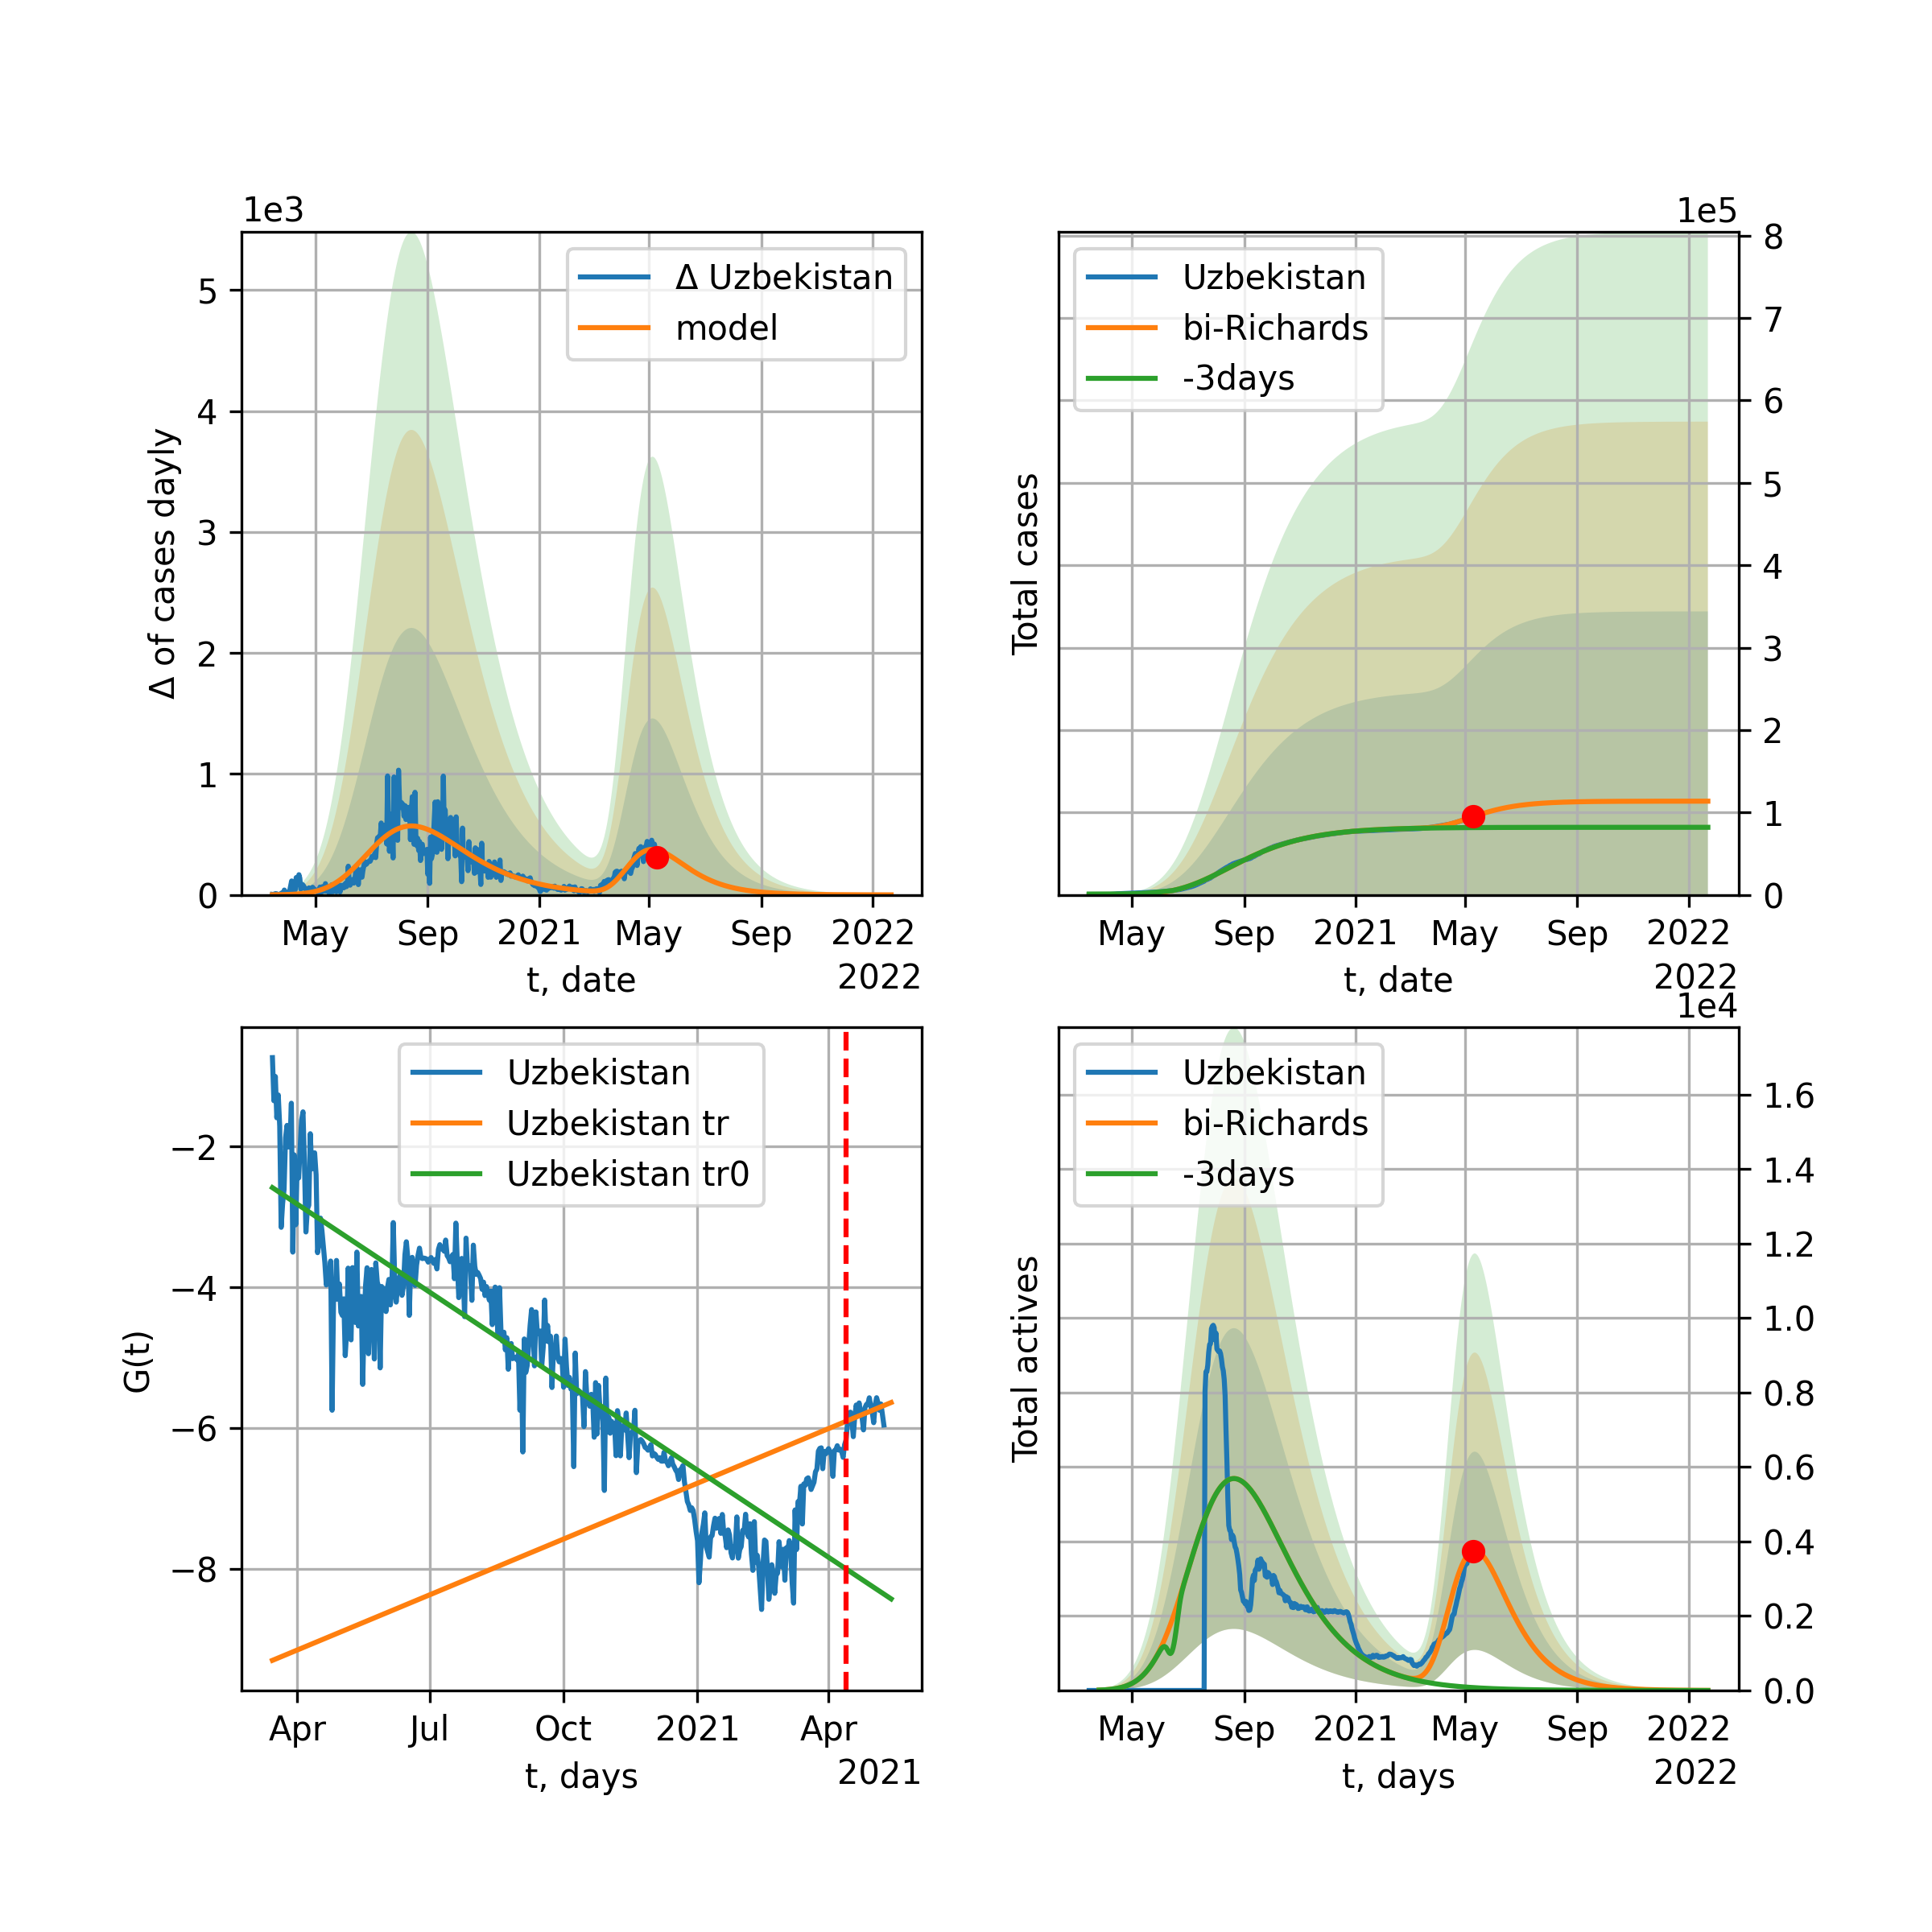 1e3
Δ of cases dayly
5
4
3
2
1
0
Δ Uzbekistan
model
May
Sep
2021
May
Sep
2022
t, date
2022
1e5
Total cases
8
7
6
5
4
3
2
1
0
Uzbekistan
bi-Richards
-3days
May
Sep
2021
May
Sep
2022
t, date
2022
G(t)
−2
−4
−6
−8
Uzbekistan
Uzbekistan tr
Uzbekistan tr0
Apr
Jul
Oct
2021
Apr
t, days
2021
1e4
Total actives
1.6
1.4
1.2
1.0
0.8
0.6
0.4
0.2
0.0
Uzbekistan
bi-Richards
-3days
May
Sep
2021
May
Sep
2022
t, days
2022